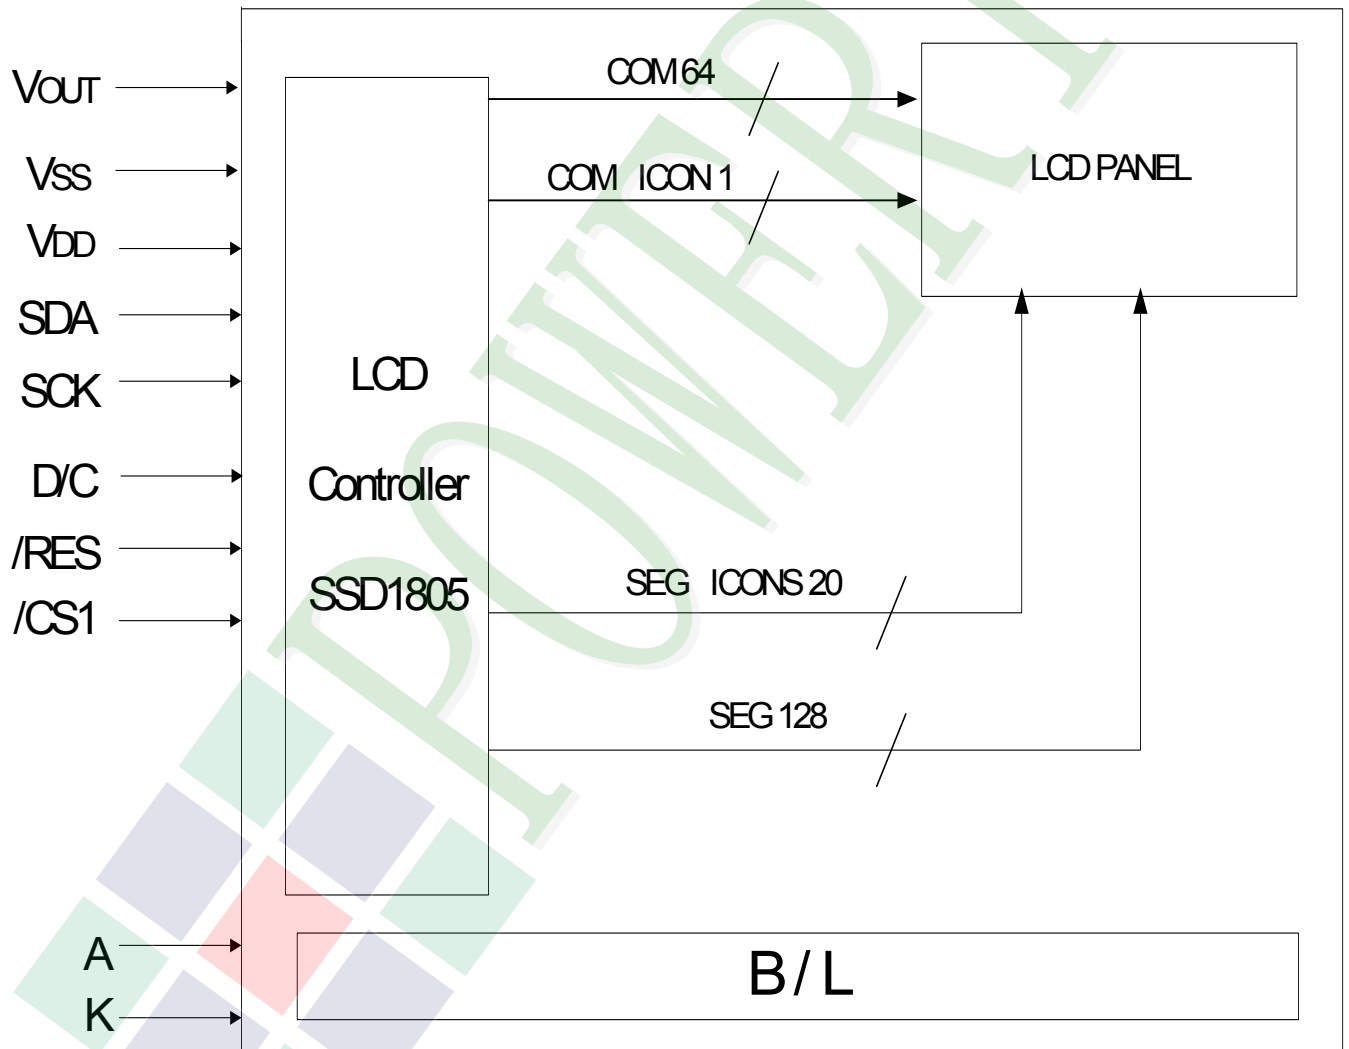 VOUT
VSS
VDD
SDA
SCK
D/C
/RES
/CS1
A
K
LCD
Controller
SSD1805
COM 64
COM ICON 1
LCD PANEL
SEG ICONS 20
SEG 128
B / L
POWER